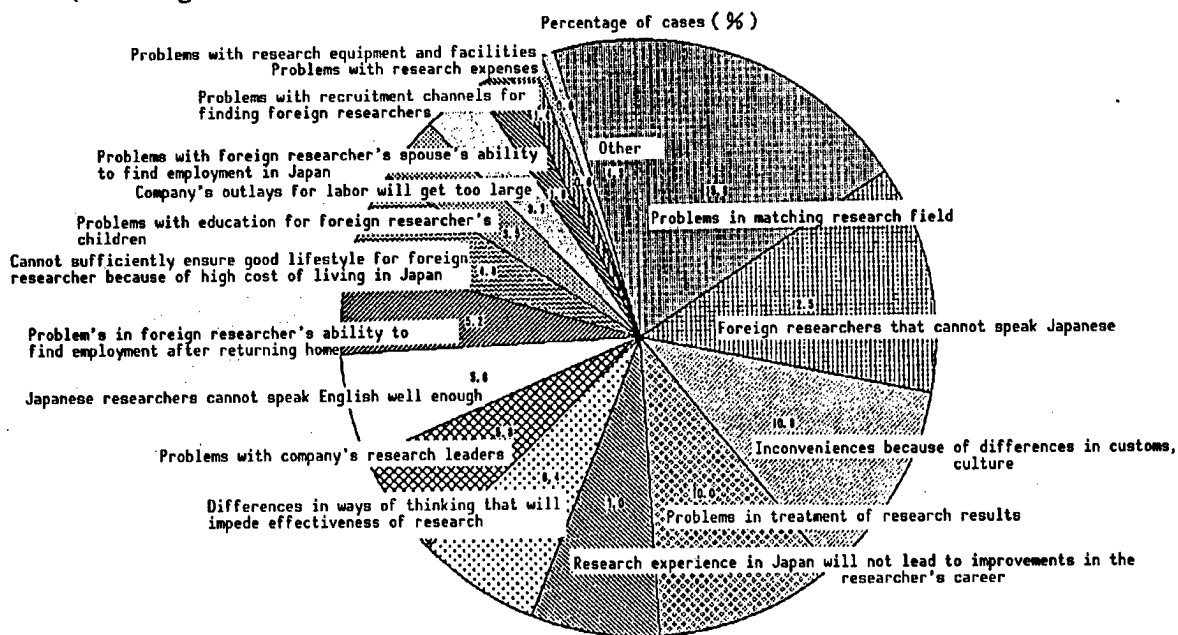 Percentage of cases (%)
Problems with research equipment and facilities
Problems with research expenses
Problems with recruitment channels for
finding foreign researchers
Other
Problems with foreign researcher's spouse's ability
to find employment in Japan
Company's outlays for labor will get too large
Problems in matching research field
Problems with education for foreign researcher's
children
Cannot sufficiently ensure good lifestyle for foreign
researcher because of high cost of living in Japan
2.5
Foreign researchers that cannot speak Japanese
5.2
Problem's in foreign researcher's ability to
find employment after returning home
Japanese researchers cannot speak English well enough
Inconveniences because of differences in customs,
culture
Problems with company's research leaders
10.0
Differences in ways of thinking that will
impede effectiveness of research
Problems in treatment of research results
Research experience in Japan will not lead to improvements in the
researcher's career